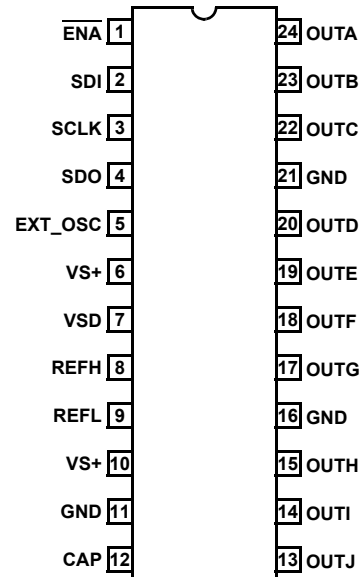 ENA 1 24 OUTA
SDI 2 23 OUTB
SCLK 3 22 OUTC
SDO 4 21 GND
EXT_OSC 5 20 OUTD
VS+ 6 19 OUTE
VSD 7 18 OUTF
REFH 8 17 OUTG
REFL 9 16 GND
VS+ 10 15 OUTH
GND 11 14 OUTI
CAP 12 13 OUTJ